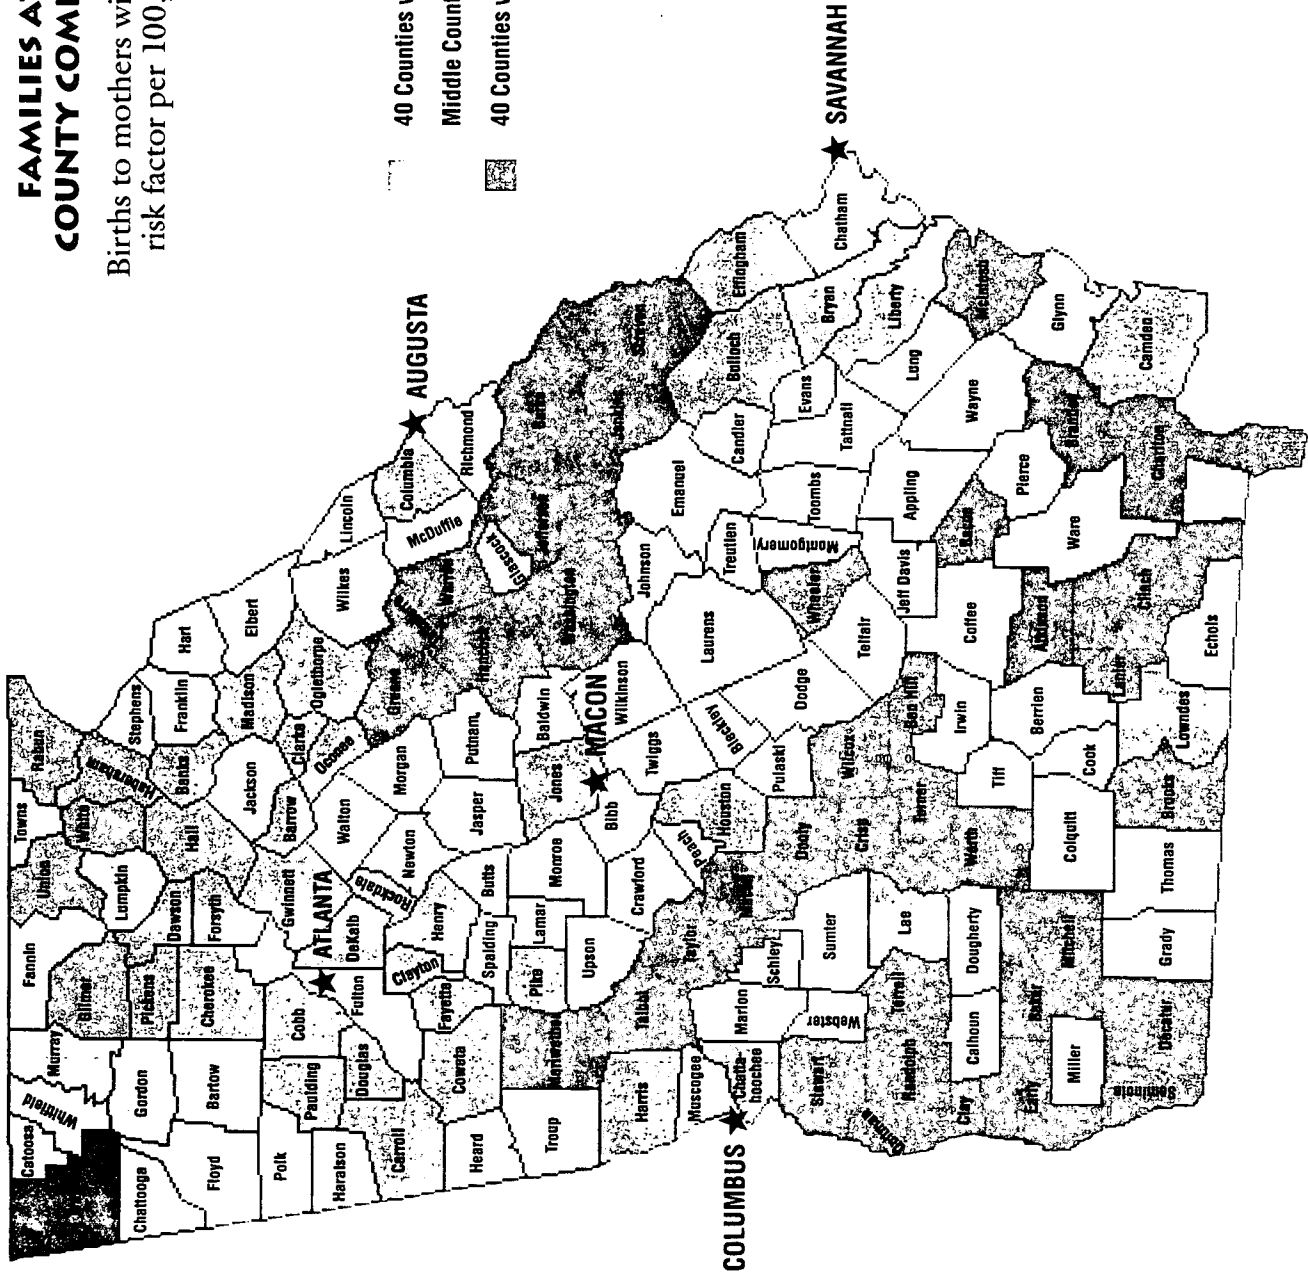 FAMILIES A
COUNTY COM
Births to mothers wi
risk factor per 100,
40 Counties v
Middle Count
40 Counties v
SAVANNAH
AUGUSTA
MACON
ATLANTA
COLUMBUS
Catoosa
Whitfield
Murray
Fannin
Union
Towns
Rabun
Gilmer
Lumpkin
White
Habersham
Stephens
Chattooga
Gordon
Pickens
Dawson
Hall
Banks
Franklin
Hart
Floyd
Bartow
Cherokee
Forsyth
Jackson
Madison
Elbert
Polk
Paulding
Cobb
Gwinnett
Barrow
Clarke
Oconee
Oglethorpe
Wilkes
Lincoln
Haralson
Douglas
Fulton
DeKalb
Rockdale
Walton
Morgan
Greene
Warren
McDuffie
Columbia
Richmond
Carroll
Fayette
Clayton
Henry
Newton
Jasper
Putnam
Hancock
Glascock
Jefferson
Burke
Heard
Coweta
Spalding
Butts
Jones
Baldwin
Washington
Jenkins
Screven
Troup
Meriwether
Pike
Lamar
Monroe
Bibb
Wilkinson
Johnson
Emanuel
Harris
Talbot
Upson
Crawford
Peach
Twiggs
Laurens
Treutlen
Candler
Bulloch
Effingham
Muscogee
Chatta-
hoochee
Marion
Taylor
Macon
Houston
Bleckley
Pulaski
Dodge
Wheeler
Montgomery
Toombs
Tattnall
Evans
Bryan
Chatham
Stewart
Webster
Schley
Sumter
Dooly
Wilcox
Telfair
Jeff Davis
Appling
Long
Liberty
McIntosh
Quitman
Randolph
Terrell
Lee
Crisp
Turner
Ben Hill
Coffee
Bacon
Wayne
Glynn
Clay
Calhoun
Dougherty
Worth
Tift
Irwin
Atkinson
Pierce
Brantley
Early
Baker
Mitchell
Colquitt
Cook
Berrien
Lanier
Clinch
Ware
Charlton
Camden
Miller
Seminole
Decatur
Grady
Thomas
Brooks
Lowndes
Echols